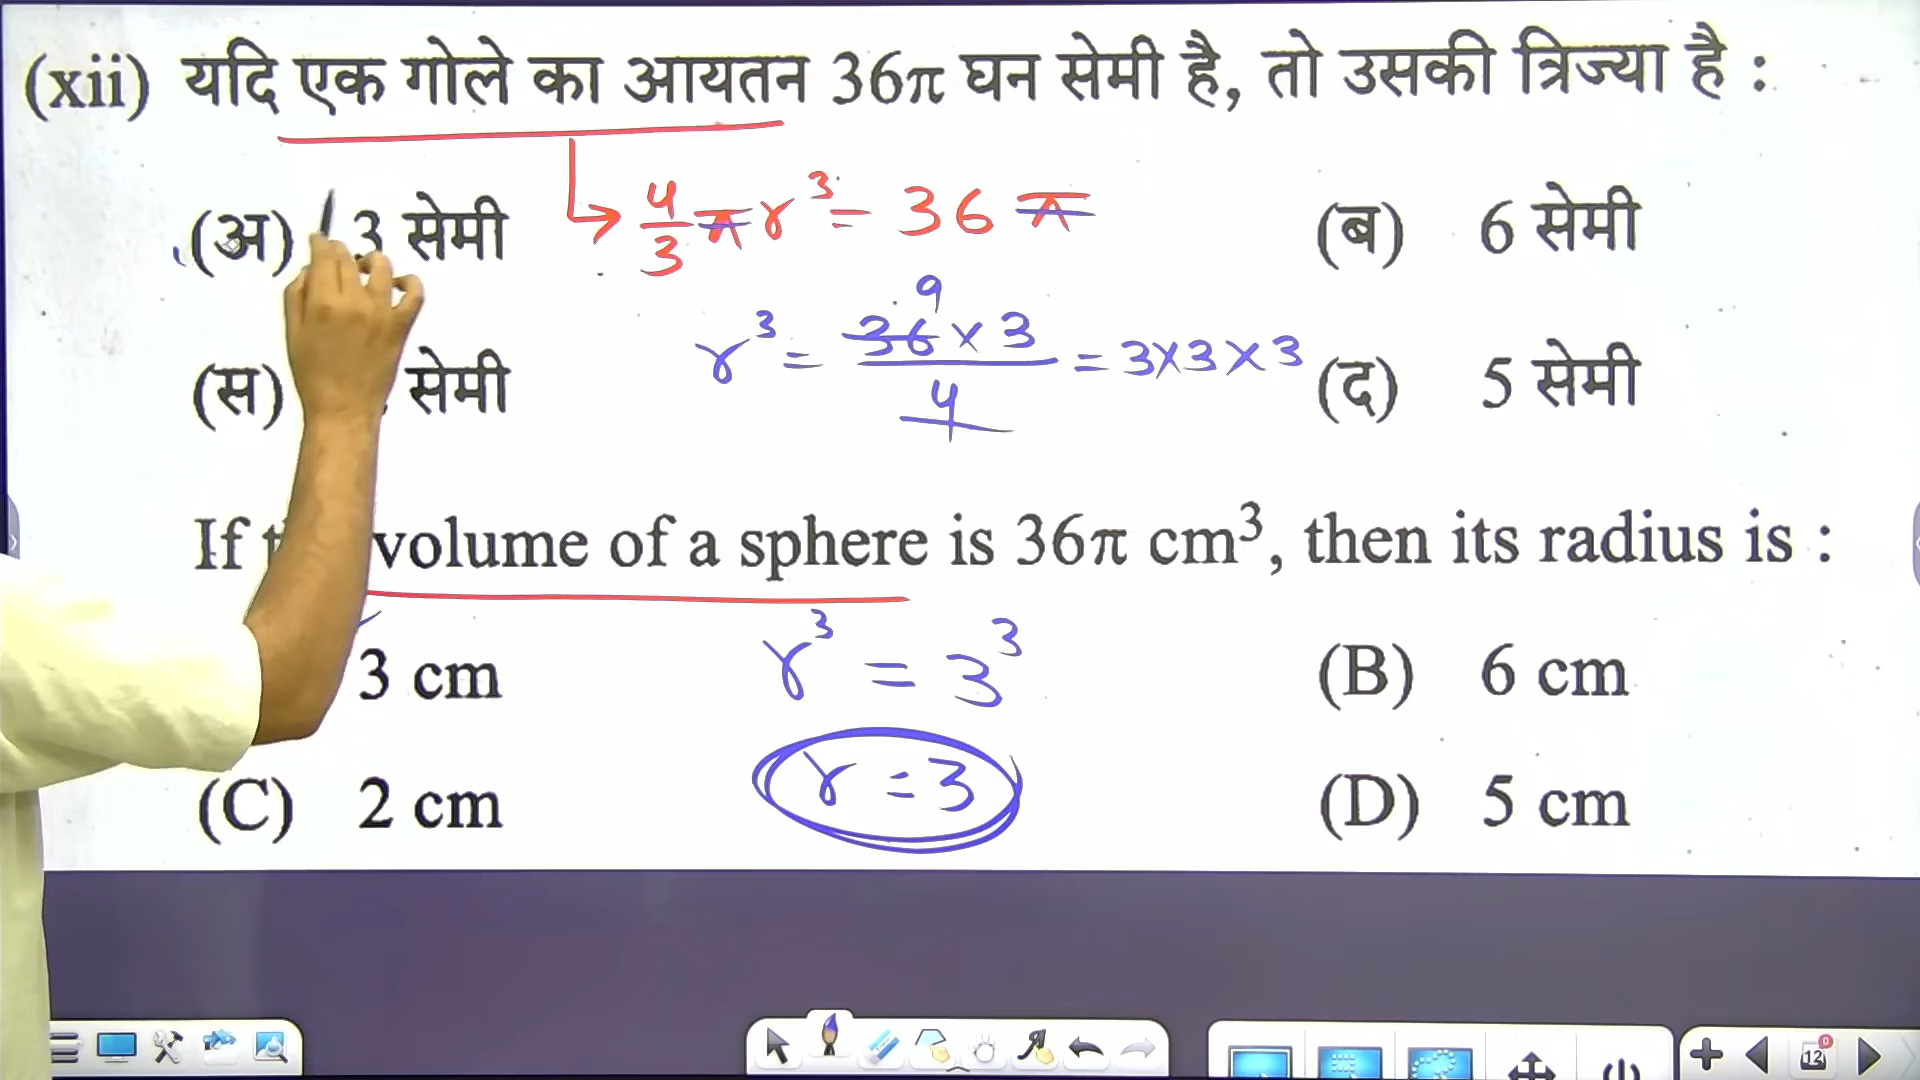 (xii) यदि एक गोले का आयतन 36π घन सेमी है, तो उसकी त्रिज्या है :
4/3 πr³ = 36 π
(अ) 3 सेमी (ब) 6 सेमी
9
r³ = 36 × 3 / 4 = 3×3×3
(स) सेमी (द) 5 सेमी
If volume of a sphere is 36π cm³, then its radius is :
3 cm r³ = 3³ (B) 6 cm
(C) 2 cm r = 3 (D) 5 cm
12